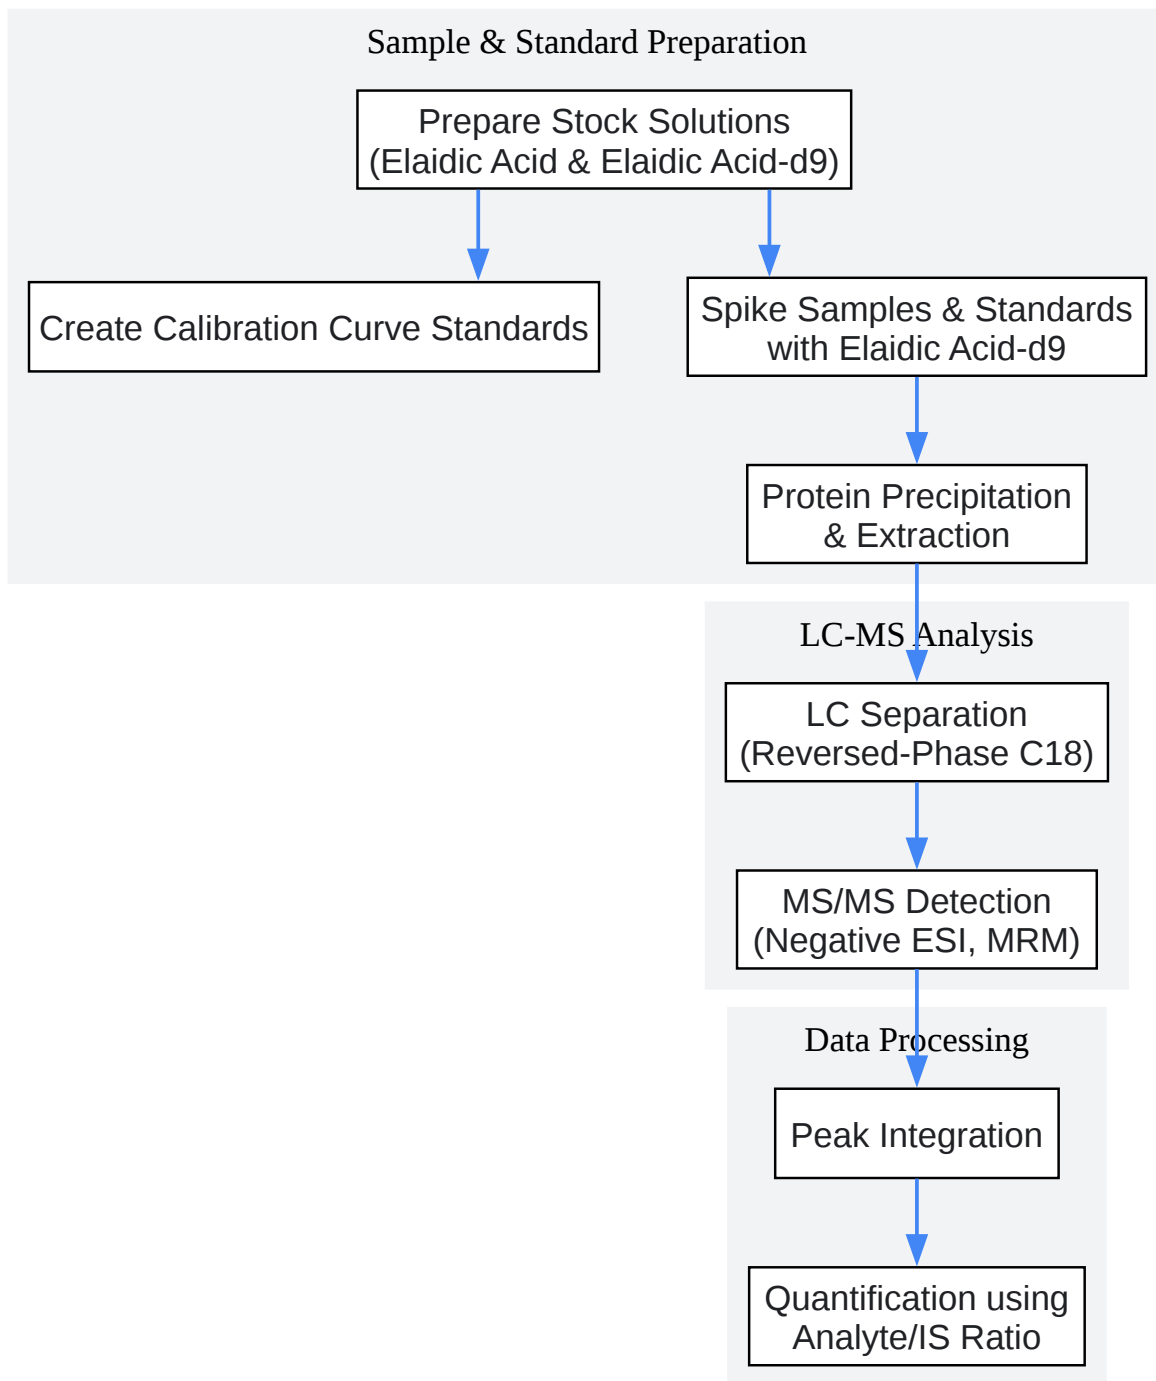 Sample & Standard Preparation
Prepare Stock Solutions
(Elaidic Acid & Elaidic Acid-d9)
Create Calibration Curve Standards
Spike Samples & Standards
with Elaidic Acid-d9
Protein Precipitation
& Extraction
LC-MS Analysis
LC Separation
(Reversed-Phase C18)
MS/MS Detection
(Negative ESI, MRM)
Data Processing
Peak Integration
Quantification using
Analyte/IS Ratio